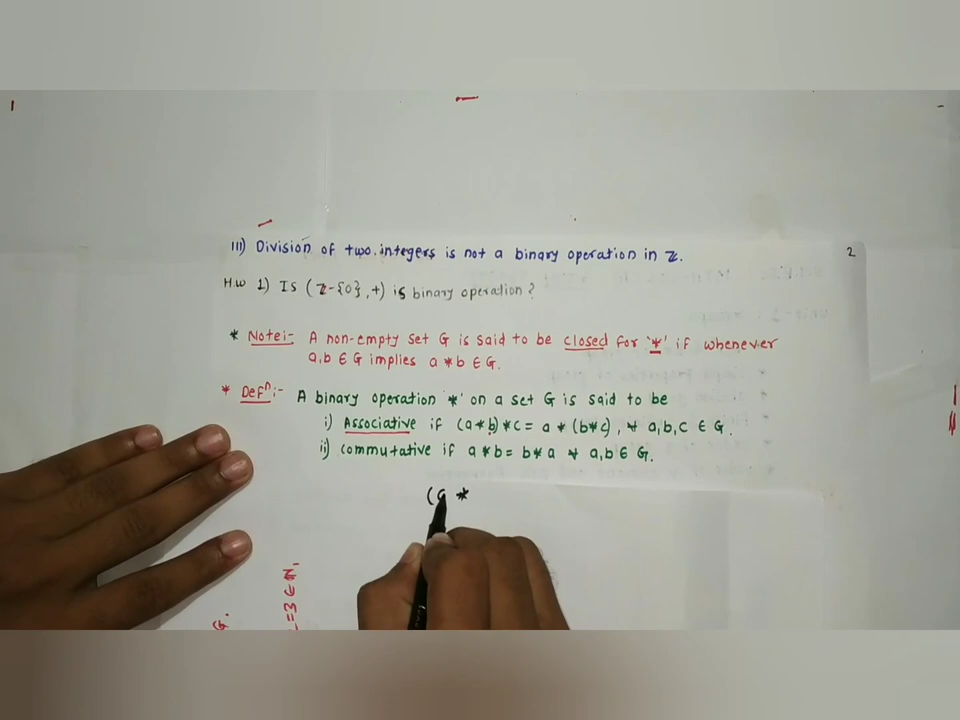 III) Division of two integers is not a binary operation in Z.
2
H.W 1) Is (Z-{0}, +) is binary operation?
* Note:- A non-empty set G is said to be closed for '*' if whenever
a,b ∈ G implies a * b ∈ G.
* Defⁿ:- A binary operation '*' on a set G is said to be
i) Associative if (a*b)*c = a*(b*c), ∀ a,b,c ∈ G.
ii) commutative if a*b = b*a ∀ a,b ∈ G.
(G *
=3 ∈ N.
G.